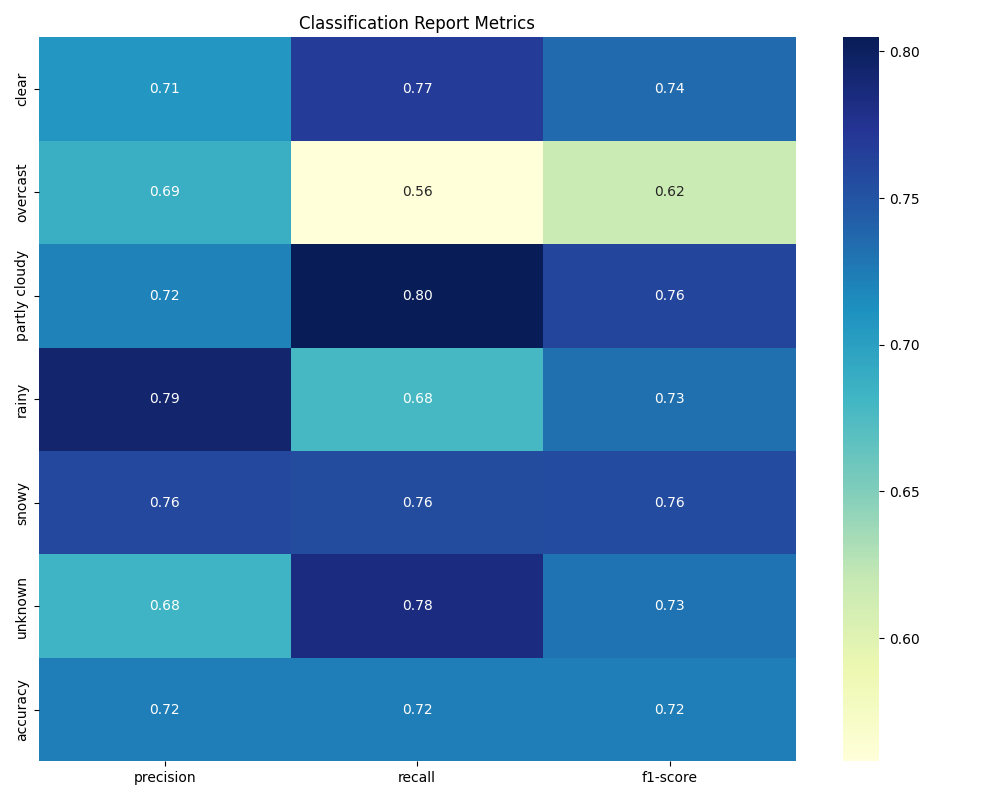 Classification Report Metrics
clear 0.71 0.77 0.74
overcast 0.69 0.56 0.62
partly cloudy 0.72 0.80 0.76
rainy 0.79 0.68 0.73
snowy 0.76 0.76 0.76
unknown 0.68 0.78 0.73
accuracy 0.72 0.72 0.72
precision recall f1-score
0.80
0.75
0.70
0.65
0.60